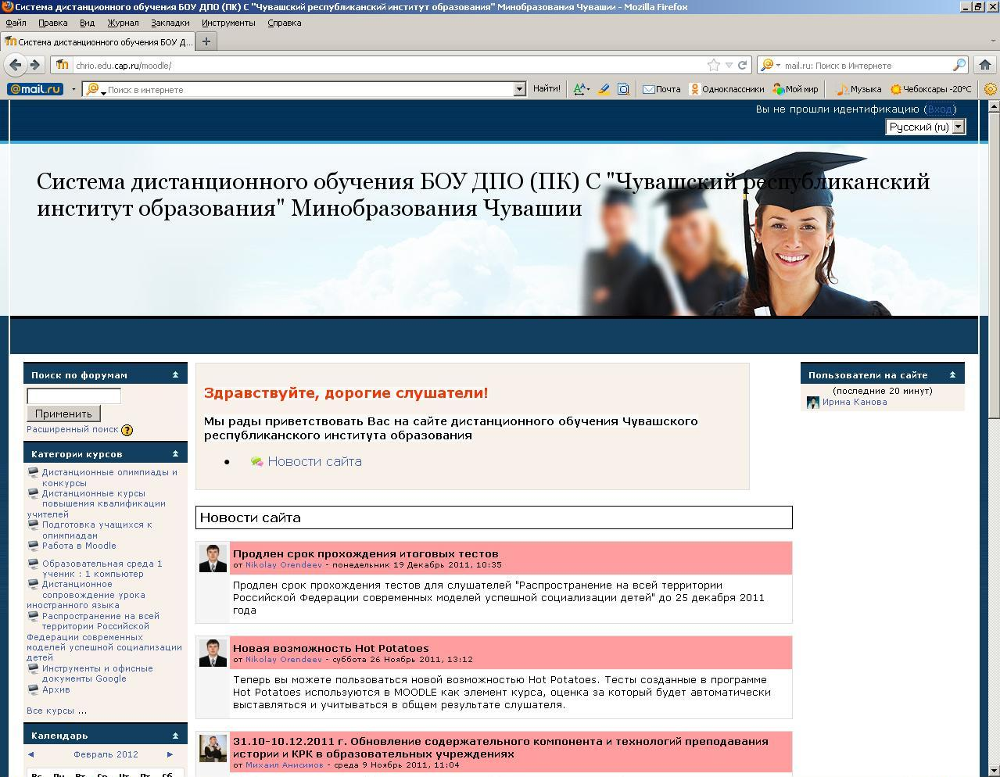 Система дистанционного обучения БОУ ДПО (ПК) С "Чувашский республиканский институт образования" Минобразования Чувашии - Mozilla Firefox
Файл Правка Вид Журнал Закладки Инструменты Справка
Система дистанционного обучения БОУ Д...
chrio.edu.cap.ru/moodle/
mail.ru: Поиск в Интернете
@mail.ru Поиск в интернете Найти! Почта Одноклассники Мой мир Музыка Чебоксары -20°C
Вы не прошли идентификацию (Вход)
Русский (ru)
Система дистанционного обучения БОУ ДПО (ПК) С "Чувашский республиканский
институт образования" Минобразования Чувашии
Поиск по форумам
Применить
Расширенный поиск ?
Категории курсов
Дистанционные олимпиады и
конкурсы
Дистанционные курсы
повышения квалификации
учителей
Подготовка учащихся к
олимпиадам
Работа в Moodle
Образовательная среда 1
ученик : 1 компьютер
Дистанционное
сопровождение урока
иностранного языка
Распространение на всей
территории Российской
Федерации современных
моделей успешной социализации
детей
Инструменты и офисные
документы Google
Архив
Все курсы ...
Календарь
Февраль 2012
Вс Пн Вт Ср Чт Пт Сб
Здравствуйте, дорогие слушатели!
Мы рады приветствовать Вас на сайте дистанционного обучения Чувашского
республиканского института образования
Новости сайта
Новости сайта
Продлен срок прохождения итоговых тестов
от Nikolay Orendeev - понедельник 19 Декабрь 2011, 10:35
Продлен срок прохождения тестов для слушателей "Распространение на всей территории
Российской Федерации современных моделей успешной социализации детей" до 25 декабря 2011
года
Новая возможность Hot Potatoes
от Nikolay Orendeev - суббота 26 Ноябрь 2011, 13:12
Теперь вы можете пользоваться новой возможностью Hot Potatoes. Тесты созданные в программе
Hot Potatoes используются в MOODLE как элемент курса, оценка за который будет автоматически
выставляться и учитываться в общем результате слушателя.
31.10-10.12.2011 г. Обновление содержательного компонента и технологий преподавания
истории и КРК в образовательных учреждениях
от Михаил Анисимов - среда 9 Ноябрь 2011, 11:04
Пользователи на сайте
(последние 20 минут)
Ирина Канова